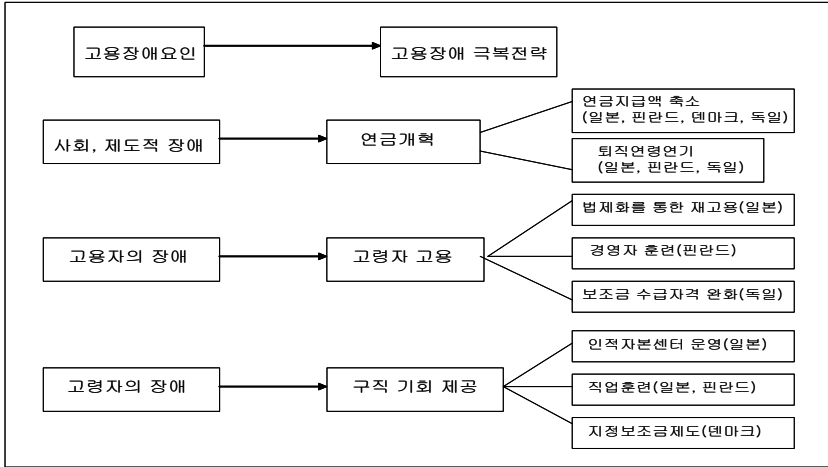 고용장애요인
고용장애 극복전략
사회, 제도적 장애
연금개혁
연금지급액 축소
(일본, 핀란드, 덴마크, 독일)
퇴직연령연기
(일본, 핀란드, 독일)
고용자의 장애
고령자 고용
법제화를 통한 재고용(일본)
경영자 훈련(핀란드)
보조금 수급자격 완화(독일)
고령자의 장애
구직 기회 제공
인적자본센터 운영(일본)
직업훈련(일본, 핀란드)
지정보조금제도(덴마크)